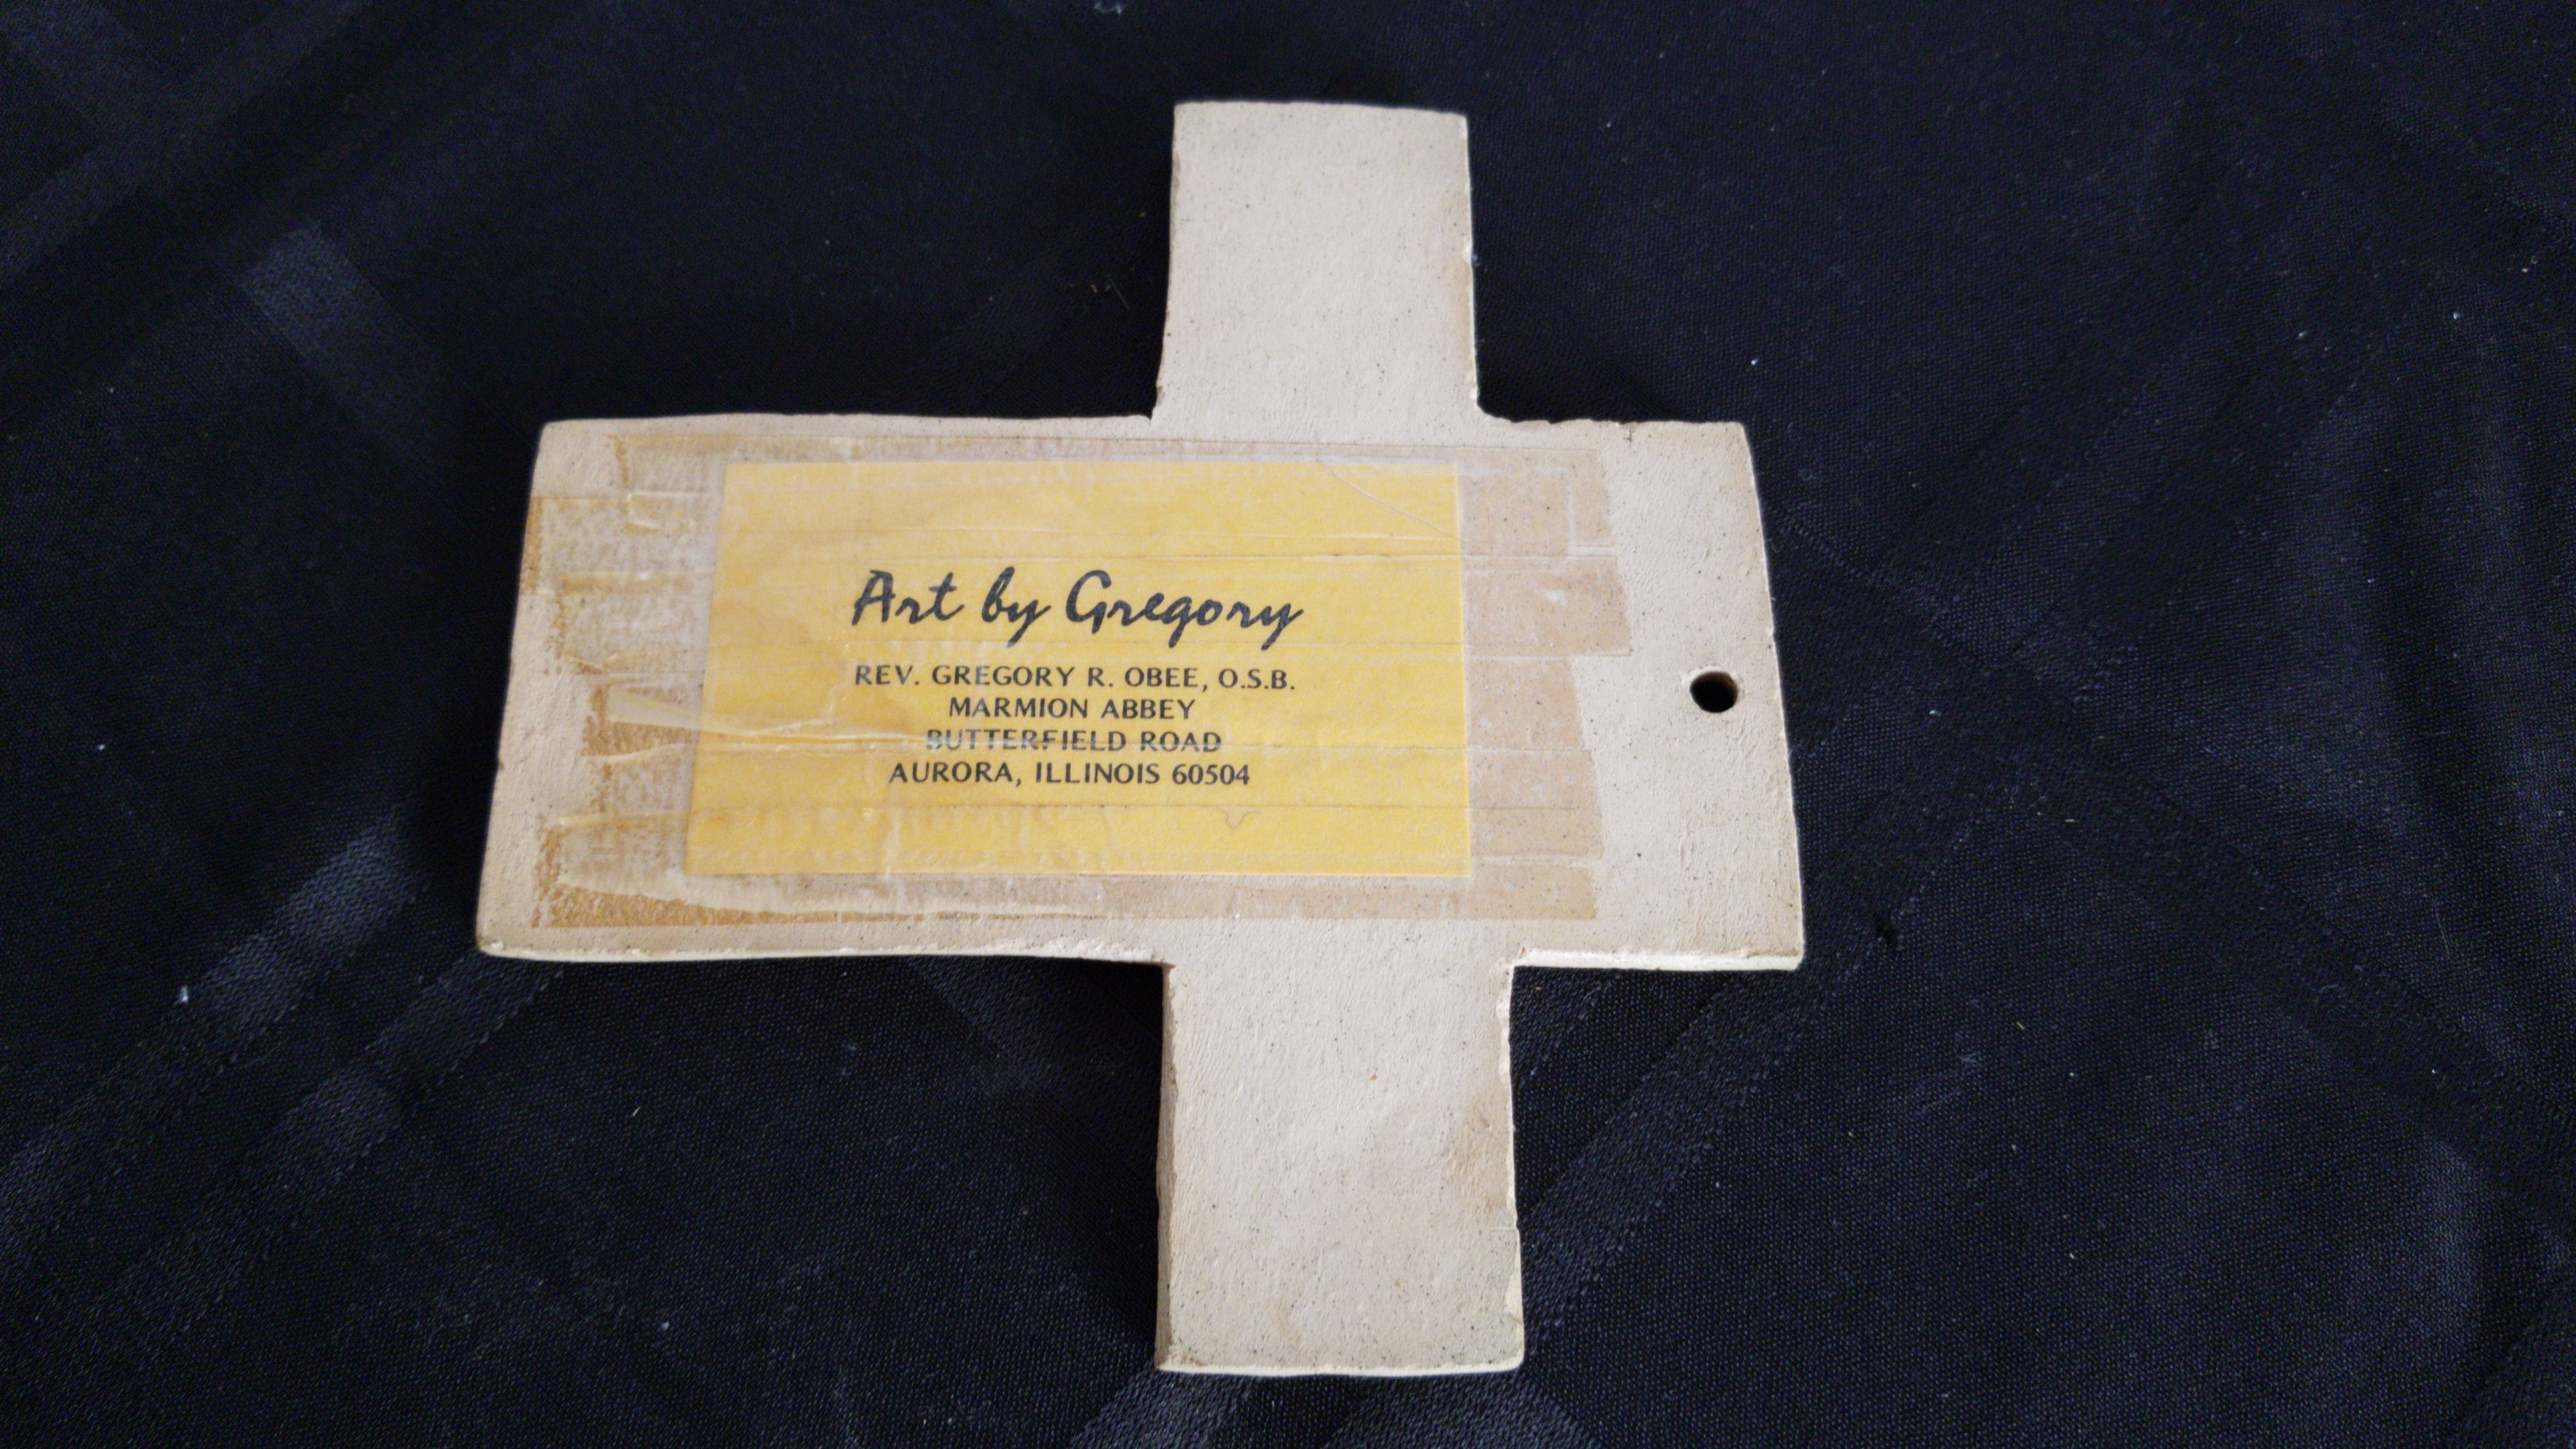 Art by Gregory
REV. GREGORY R. OBEE, O.S.B.
MARMION ABBEY
BUTTERFIELD ROAD
AURORA, ILLINOIS 60504